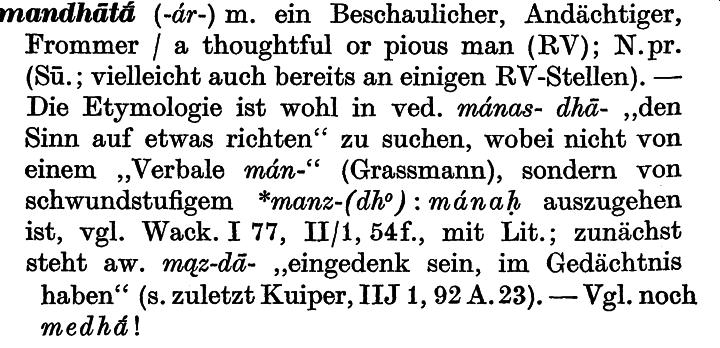 mandhātā́ (-ár-) m. ein Beschaulicher, Andächtiger,
Frommer / a thoughtful or pious man (RV); N.pr.
(Sū.; vielleicht auch bereits an einigen RV-Stellen). —
Die Etymologie ist wohl in ved. mánas- dhā- „den
Sinn auf etwas richten“ zu suchen, wobei nicht von
einem „Verbale mán-“ (Grassmann), sondern von
schwundstufigem *manz-(dh°) : mánaḥ auszugehen
ist, vgl. Wack. I 77, II/1, 54f., mit Lit.; zunächst
steht aw. mąz-dā- „eingedenk sein, im Gedächtnis
haben“ (s. zuletzt Kuiper, IIJ 1, 92 A. 23). — Vgl. noch
medhā́!